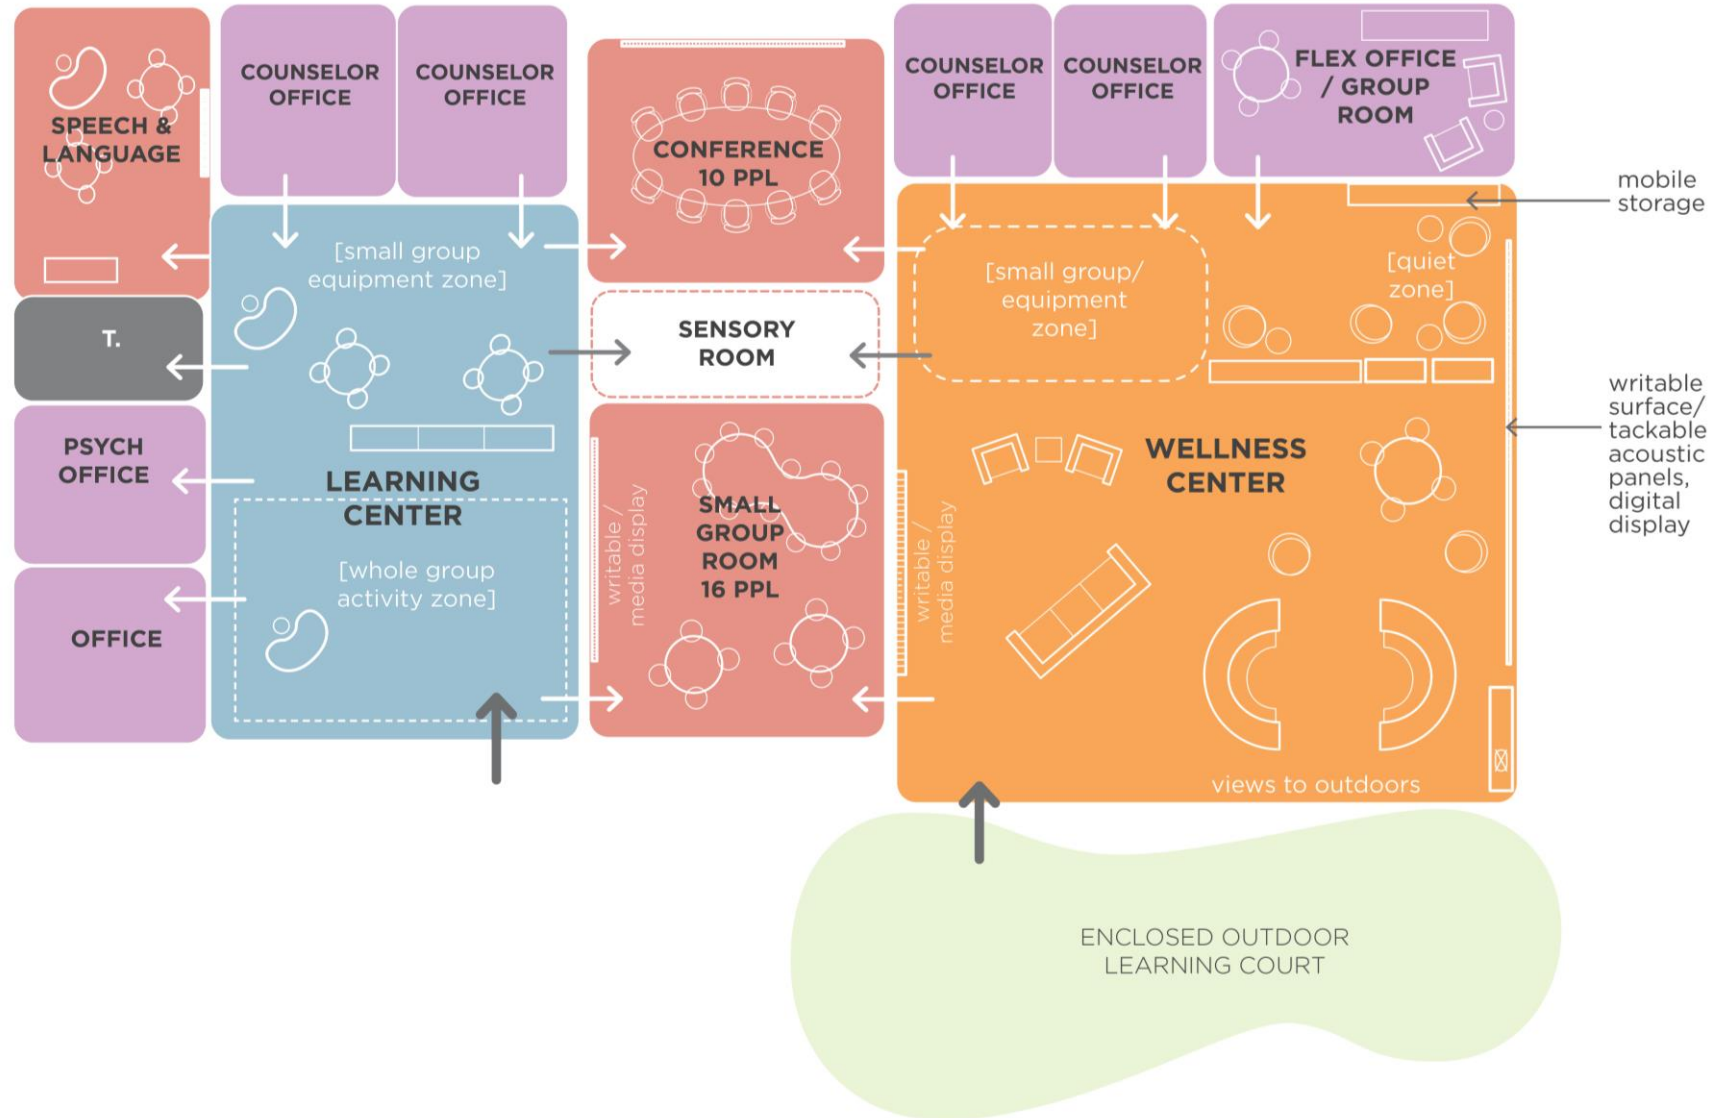 SPEECH &
LANGUAGE
COUNSELOR
OFFICE
COUNSELOR
OFFICE
CONFERENCE
10 PPL
COUNSELOR
OFFICE
COUNSELOR
OFFICE
FLEX OFFICE
/ GROUP
ROOM
mobile
storage
[small group
equipment zone]
[small group/
equipment
zone]
[quiet
zone]
T.
SENSORY
ROOM
writable
surface/
tackable
acoustic
panels,
digital
display
PSYCH
OFFICE
LEARNING
CENTER
writable /
media display
SMALL
GROUP
ROOM
16 PPL
writable /
media display
WELLNESS
CENTER
[whole group
activity zone]
OFFICE
views to outdoors
ENCLOSED OUTDOOR
LEARNING COURT